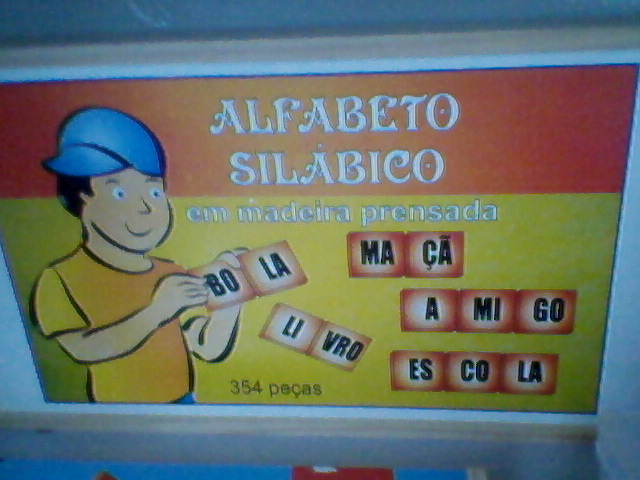 ALFABETO
SILÁBICO
em madeira prensada
BO LA
MA ÇÃ
A MI GO
LI VRO
ES CO LA
354 peças